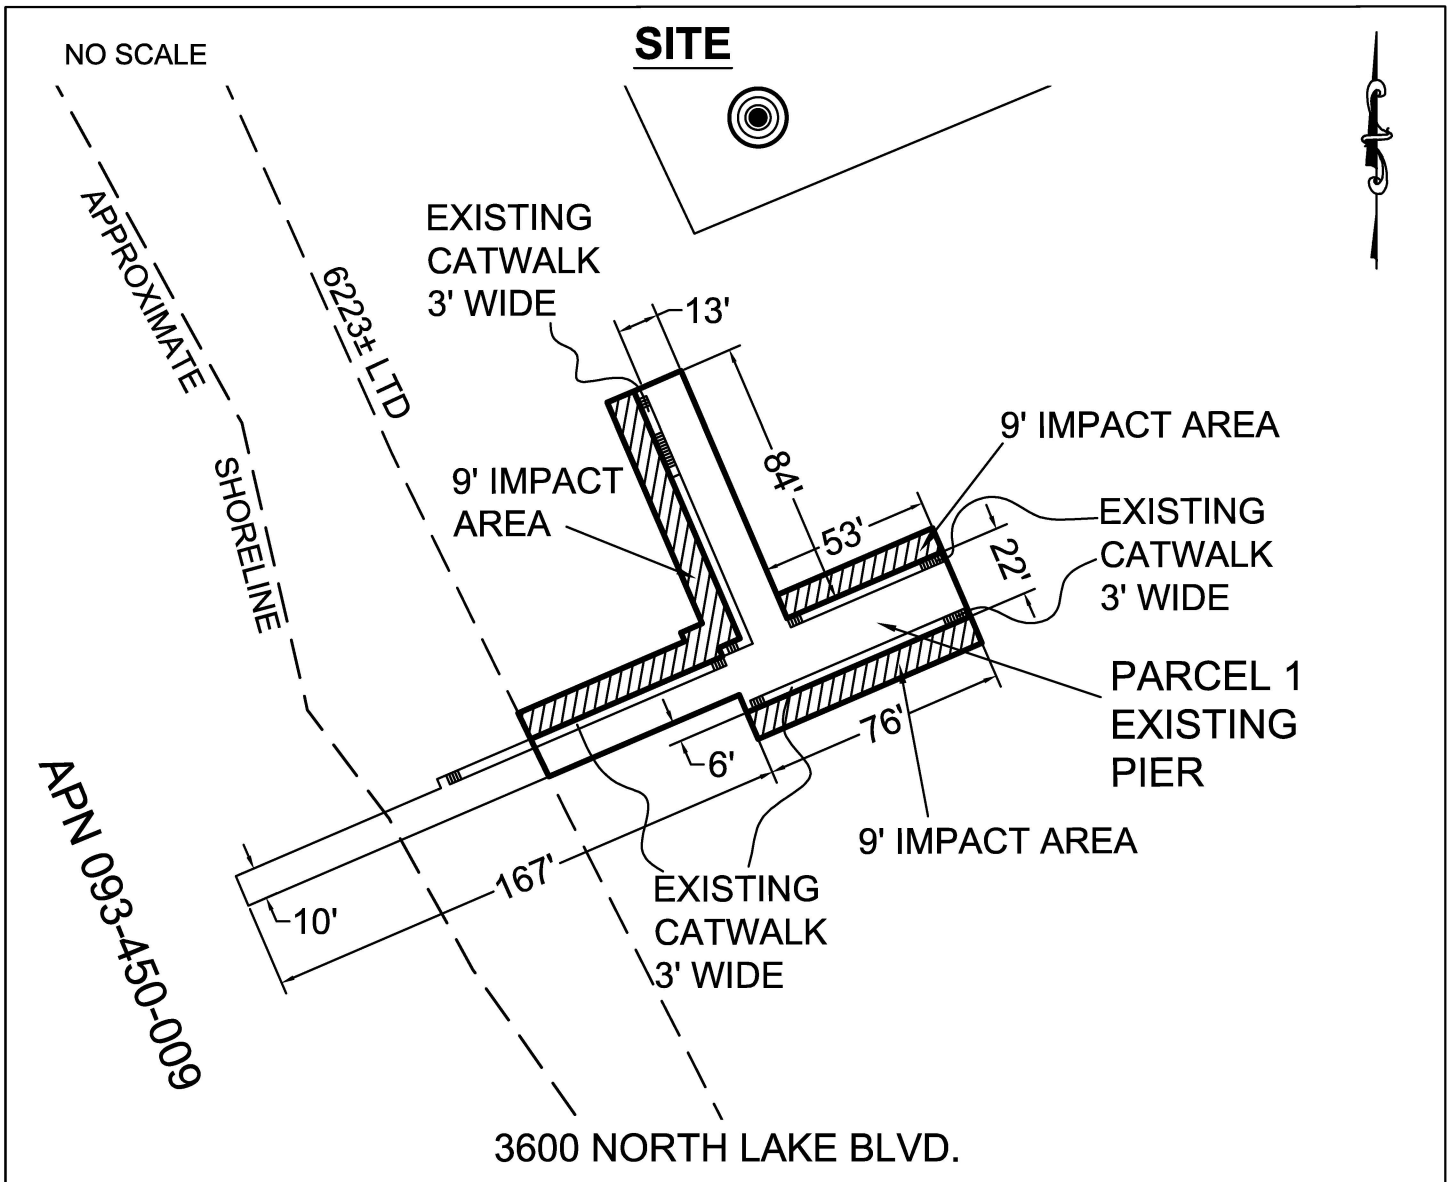 NO SCALE
SITE
APPROXIMATE
SHORELINE
6223± LTD
EXISTING
CATWALK
3' WIDE
13'
9' IMPACT
AREA
84'
53'
9' IMPACT AREA
22'
EXISTING
CATWALK
3' WIDE
PARCEL 1
EXISTING
PIER
76'
6'
9' IMPACT AREA
167'
10'
EXISTING
CATWALK
3' WIDE
APN 093-450-009
3600 NORTH LAKE BLVD.